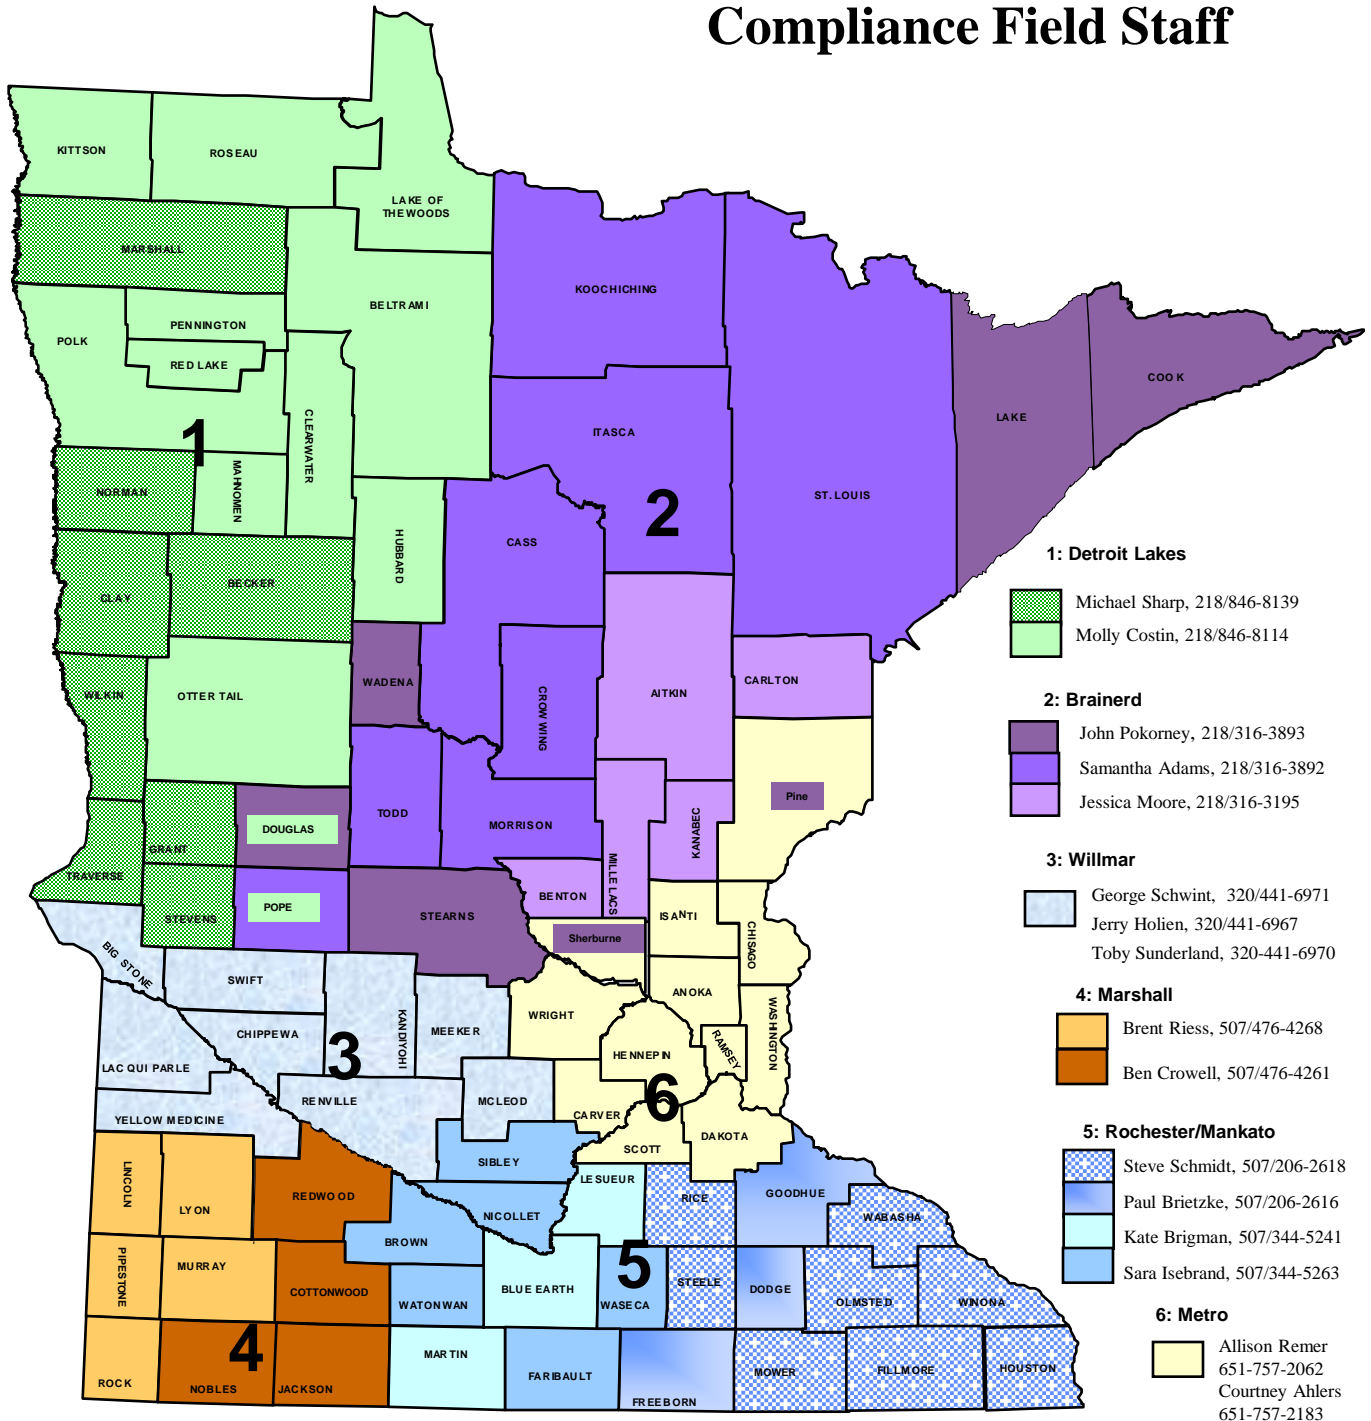 Compliance Field Staff
KITTSON
ROSEAU
LAKE OF
THE WOODS
MARSHALL
BELTRAMI
KOOCHICHING
POLK
PENNINGTON
RED LAKE
CLEARWATER
1
MAHNOMEN
NORMAN
ITASCA
2
ST. LOUIS
LAKE
COOK
HUBBARD
CASS
CLAY
BECKER
WILKIN
OTTER TAIL
WADENA
CROW WING
AITKIN
CARLTON
Pine
TODD
MORRISON
KANABEC
MILLE LACS
DOUGLAS
GRANT
TRAVERSE
STEVENS
POPE
STEARNS
BENTON
Sherburne
ISANTI
CHISAGO
BIG STONE
SWIFT
CHIPPEWA
KANDIYOHI
3
MEEKER
WRIGHT
ANOKA
WASHINGTON
RAMSEY
HENNEPIN
6
LAC QUI PARLE
YELLOW MEDICINE
RENVILLE
MCLEOD
CARVER
SCOTT
DAKOTA
LINCOLN
LYON
REDWOOD
SIBLEY
NICOLLET
LE SUEUR
RICE
GOODHUE
WABASHA
PIPESTONE
MURRAY
COTTONWOOD
BROWN
WATONWAN
BLUE EARTH
5
WASECA
STEELE
DODGE
OLMSTED
WINONA
ROCK
4
NOBLES
JACKSON
MARTIN
FARIBAULT
FREEBORN
MOWER
FILLMORE
HOUSTON
1: Detroit Lakes
Michael Sharp, 218/846-8139
Molly Costin, 218/846-8114
2: Brainerd
John Pokorney, 218/316-3893
Samantha Adams, 218/316-3892
Jessica Moore, 218/316-3195
3: Willmar
George Schwint, 320/441-6971
Jerry Holien, 320/441-6967
Toby Sunderland, 320-441-6970
4: Marshall
Brent Riess, 507/476-4268
Ben Crowell, 507/476-4261
5: Rochester/Mankato
Steve Schmidt, 507/206-2618
Paul Brietzke, 507/206-2616
Kate Brigman, 507/344-5241
Sara Isebrand, 507/344-5263
6: Metro
Allison Remer
651-757-2062
Courtney Ahlers
651-757-2183